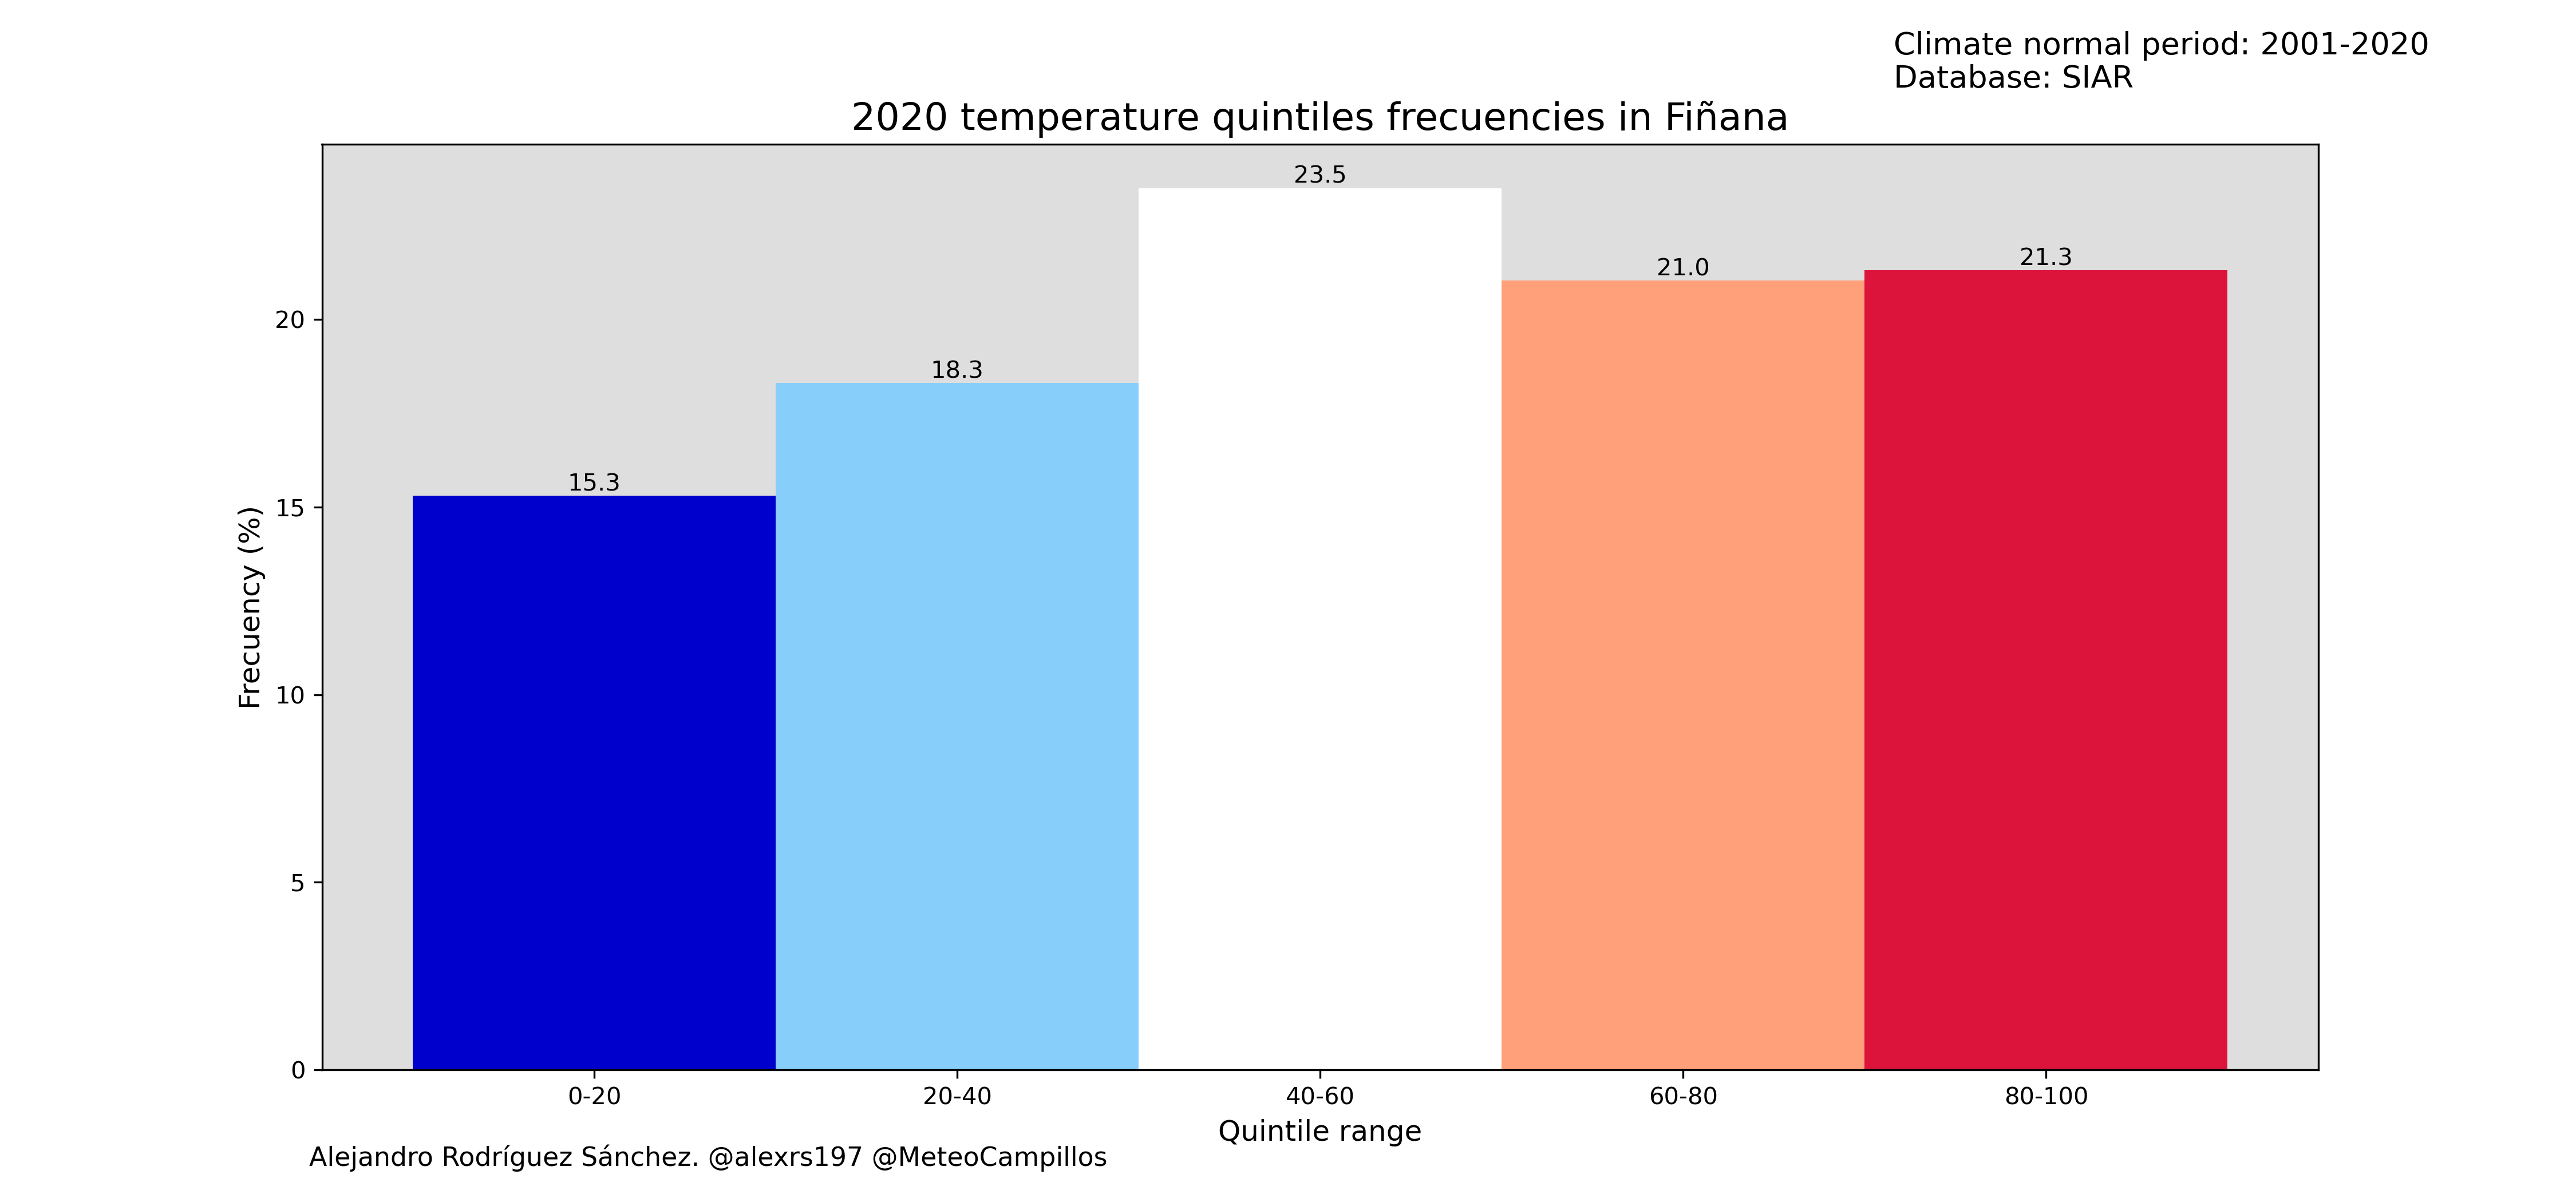 Climate normal period: 2001-2020
Database: SIAR
2020 temperature quintiles frecuencies in Fiñana
23.5
21.3
21.0
18.3
15.3
Frecuency (%)
20
15
10
5
0
0-20 20-40 40-60 60-80 80-100
Quintile range
Alejandro Rodríguez Sánchez. @alexrs197 @MeteoCampillos